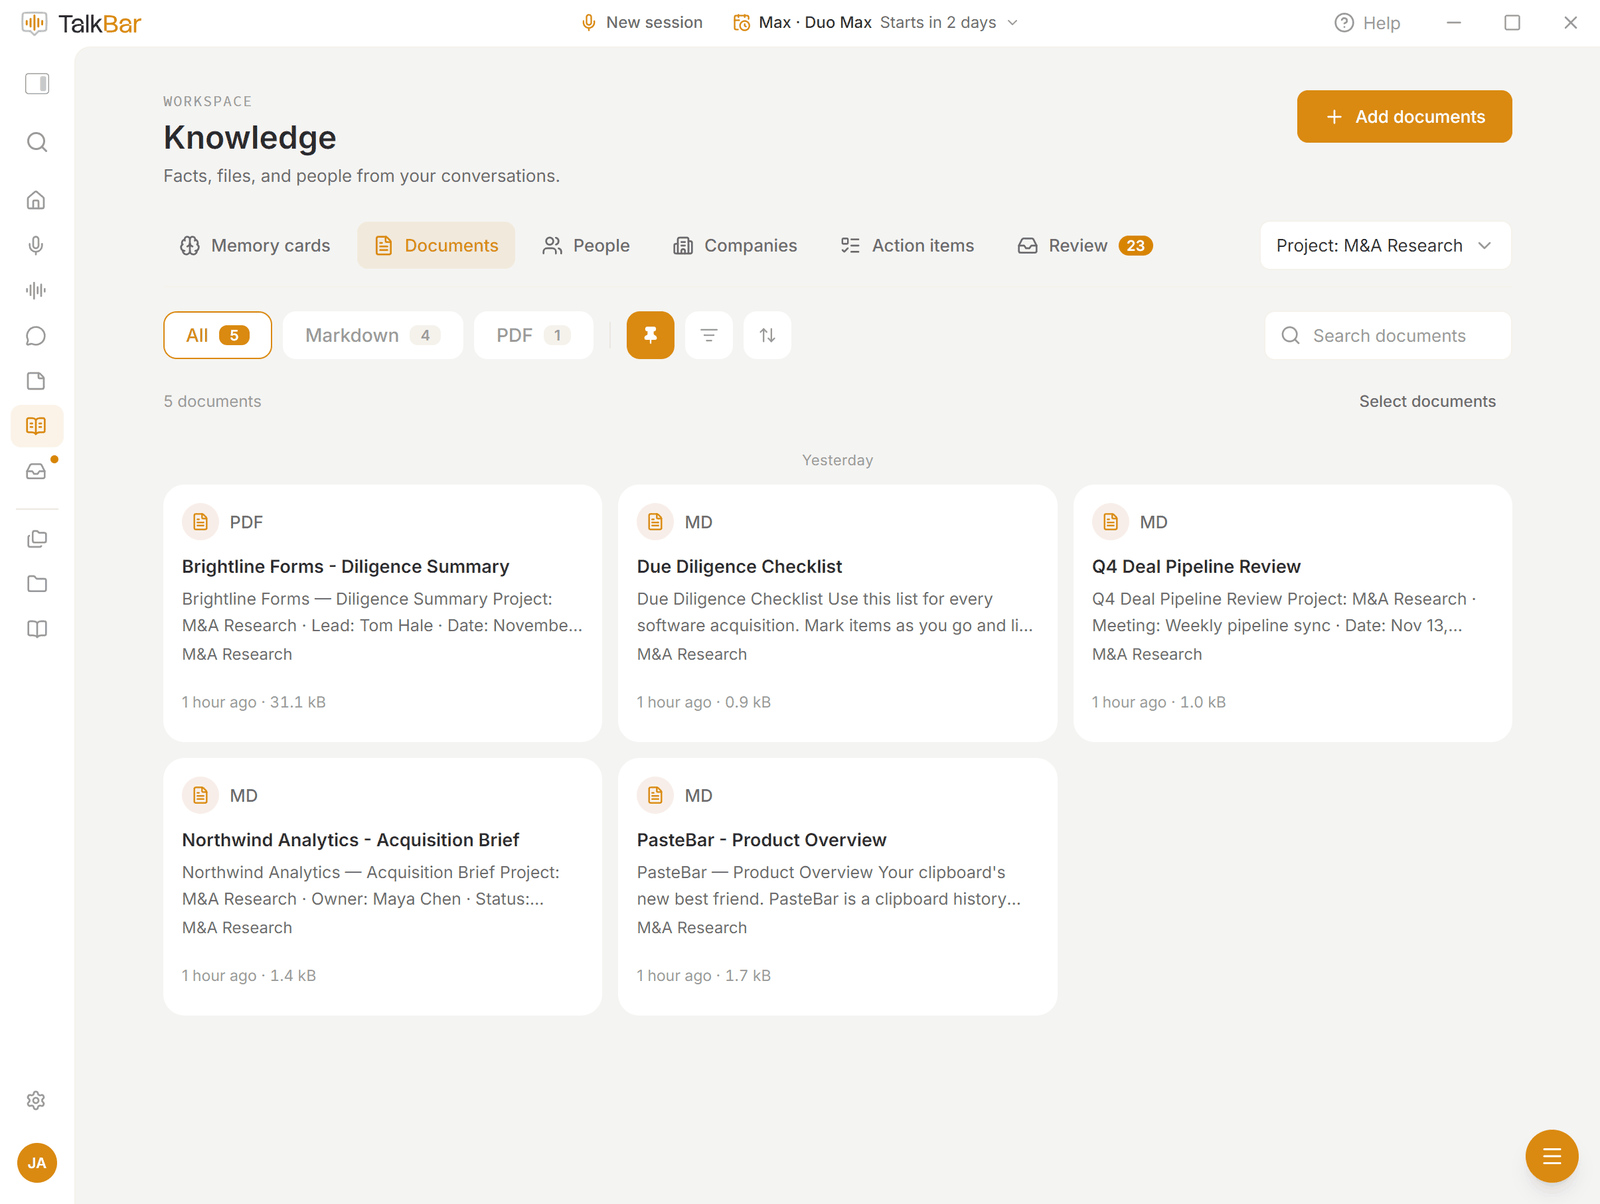 TalkBar
New session
Max · Duo Max Starts in 2 days
Help
WORKSPACE
Knowledge
Facts, files, and people from your conversations.
Add documents
Memory cards
Documents
People
Companies
Action items
Review 23
Project: M&A Research
All 5
Markdown 4
PDF 1
Search documents
5 documents
Select documents
Yesterday
PDF
Brightline Forms - Diligence Summary
Brightline Forms — Diligence Summary Project:
M&A Research · Lead: Tom Hale · Date: Novembe...
M&A Research
1 hour ago · 31.1 kB
MD
Due Diligence Checklist
Due Diligence Checklist Use this list for every
software acquisition. Mark items as you go and li...
M&A Research
1 hour ago · 0.9 kB
MD
Q4 Deal Pipeline Review
Q4 Deal Pipeline Review Project: M&A Research ·
Meeting: Weekly pipeline sync · Date: Nov 13,...
M&A Research
1 hour ago · 1.0 kB
MD
Northwind Analytics - Acquisition Brief
Northwind Analytics — Acquisition Brief Project:
M&A Research · Owner: Maya Chen · Status:...
M&A Research
1 hour ago · 1.4 kB
MD
PasteBar - Product Overview
PasteBar — Product Overview Your clipboard's
new best friend. PasteBar is a clipboard history...
M&A Research
1 hour ago · 1.7 kB
JA